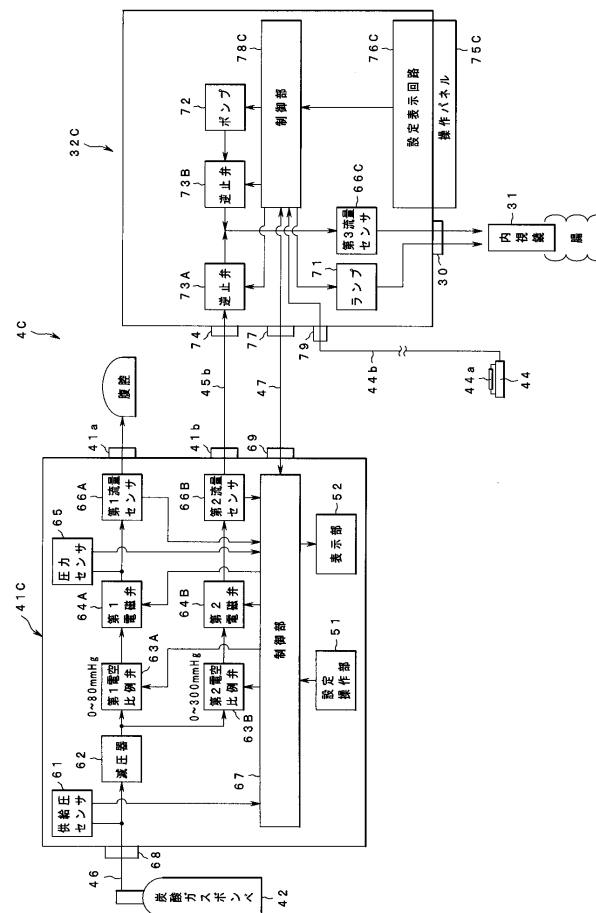 4C
41C
61
供給圧
センサ
62
減圧器
0~80mmHg
第1電空
比例弁
63A
64A
第1
電磁弁
65
圧力
センサ
66A
第1流量
センサ
41a
腹腔
0~300mmHg
第2電空
比例弁
63B
64B
第2
電磁弁
66B
第2流量
センサ
41b
45b
46
68
炭酸ガスボンベ
42
67
制御部
69
47
設定
操作部
51
表示部
52
32C
74
73A
逆止弁
73B
逆止弁
72
ポンプ
78C
制御部
77
79
71
ランプ
66C
第3流量
センサ
76C
設定表示回路
操作パネル
75C
30
内視鏡
31
腸
44b
44a
44